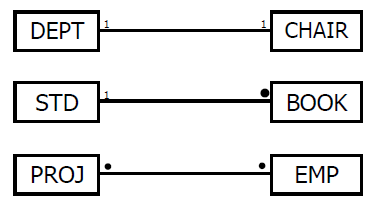 DEPT 1 1 CHAIR
STD 1 BOOK
PROJ EMP